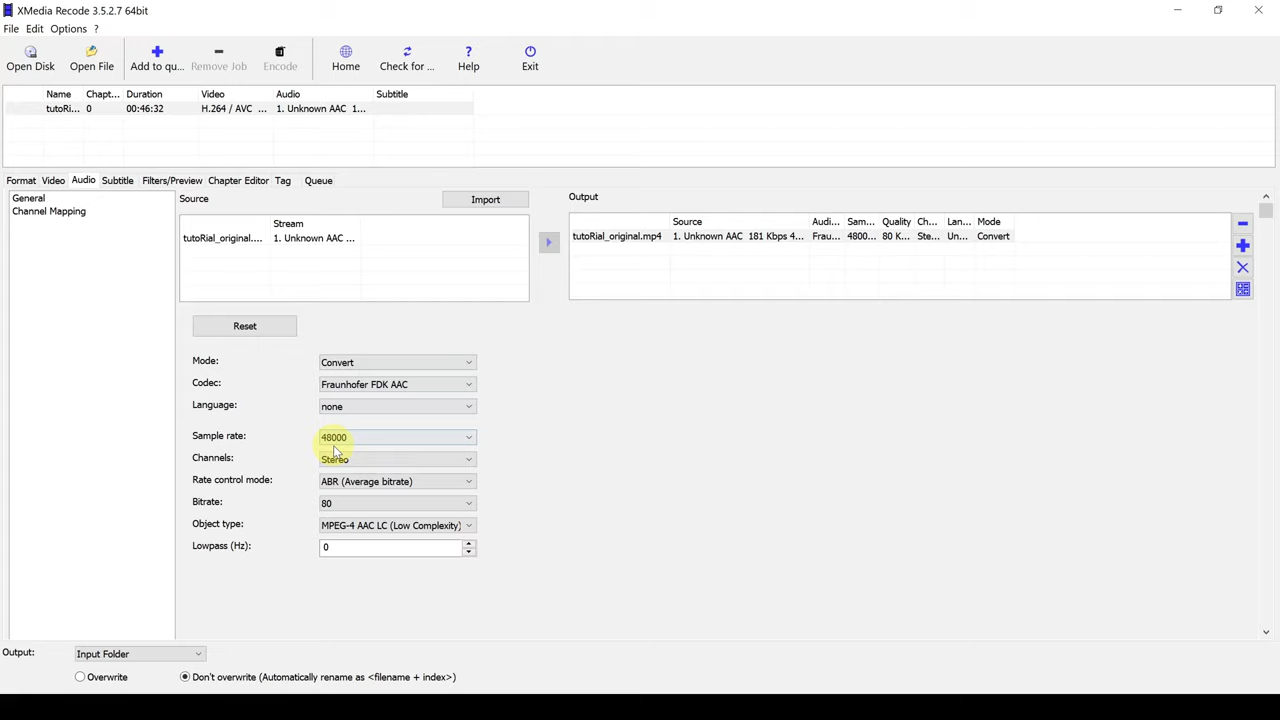 XMedia Recode 3.5.2.7 64bit
File Edit Options ?
Open Disk Open File Add to qu... Remove Job Encode Home Check for ... Help Exit
Name Chapt... Duration Video Audio Subtitle
tutoRi... 0 00:46:32 H.264 / AVC ... 1. Unknown AAC 1...
Format Video Audio Subtitle Filters/Preview Chapter Editor Tag Queue
General
Channel Mapping
Source
Import
Stream
tutoRial_original.... 1. Unknown AAC ...
Output
Source Audi... Sam... Quality Ch... Lan... Mode
tutoRial_original.mp4 1. Unknown AAC 181 Kbps 4... Frau... 4800... 80 K... Ste... Un... Convert
Reset
Mode: Convert
Codec: Fraunhofer FDK AAC
Language: none
Sample rate: 48000
Channels: Stereo
Rate control mode: ABR (Average bitrate)
Bitrate: 80
Object type: MPEG-4 AAC LC (Low Complexity)
Lowpass (Hz): 0
Output: Input Folder
Overwrite Don't overwrite (Automatically rename as <filename + index>)